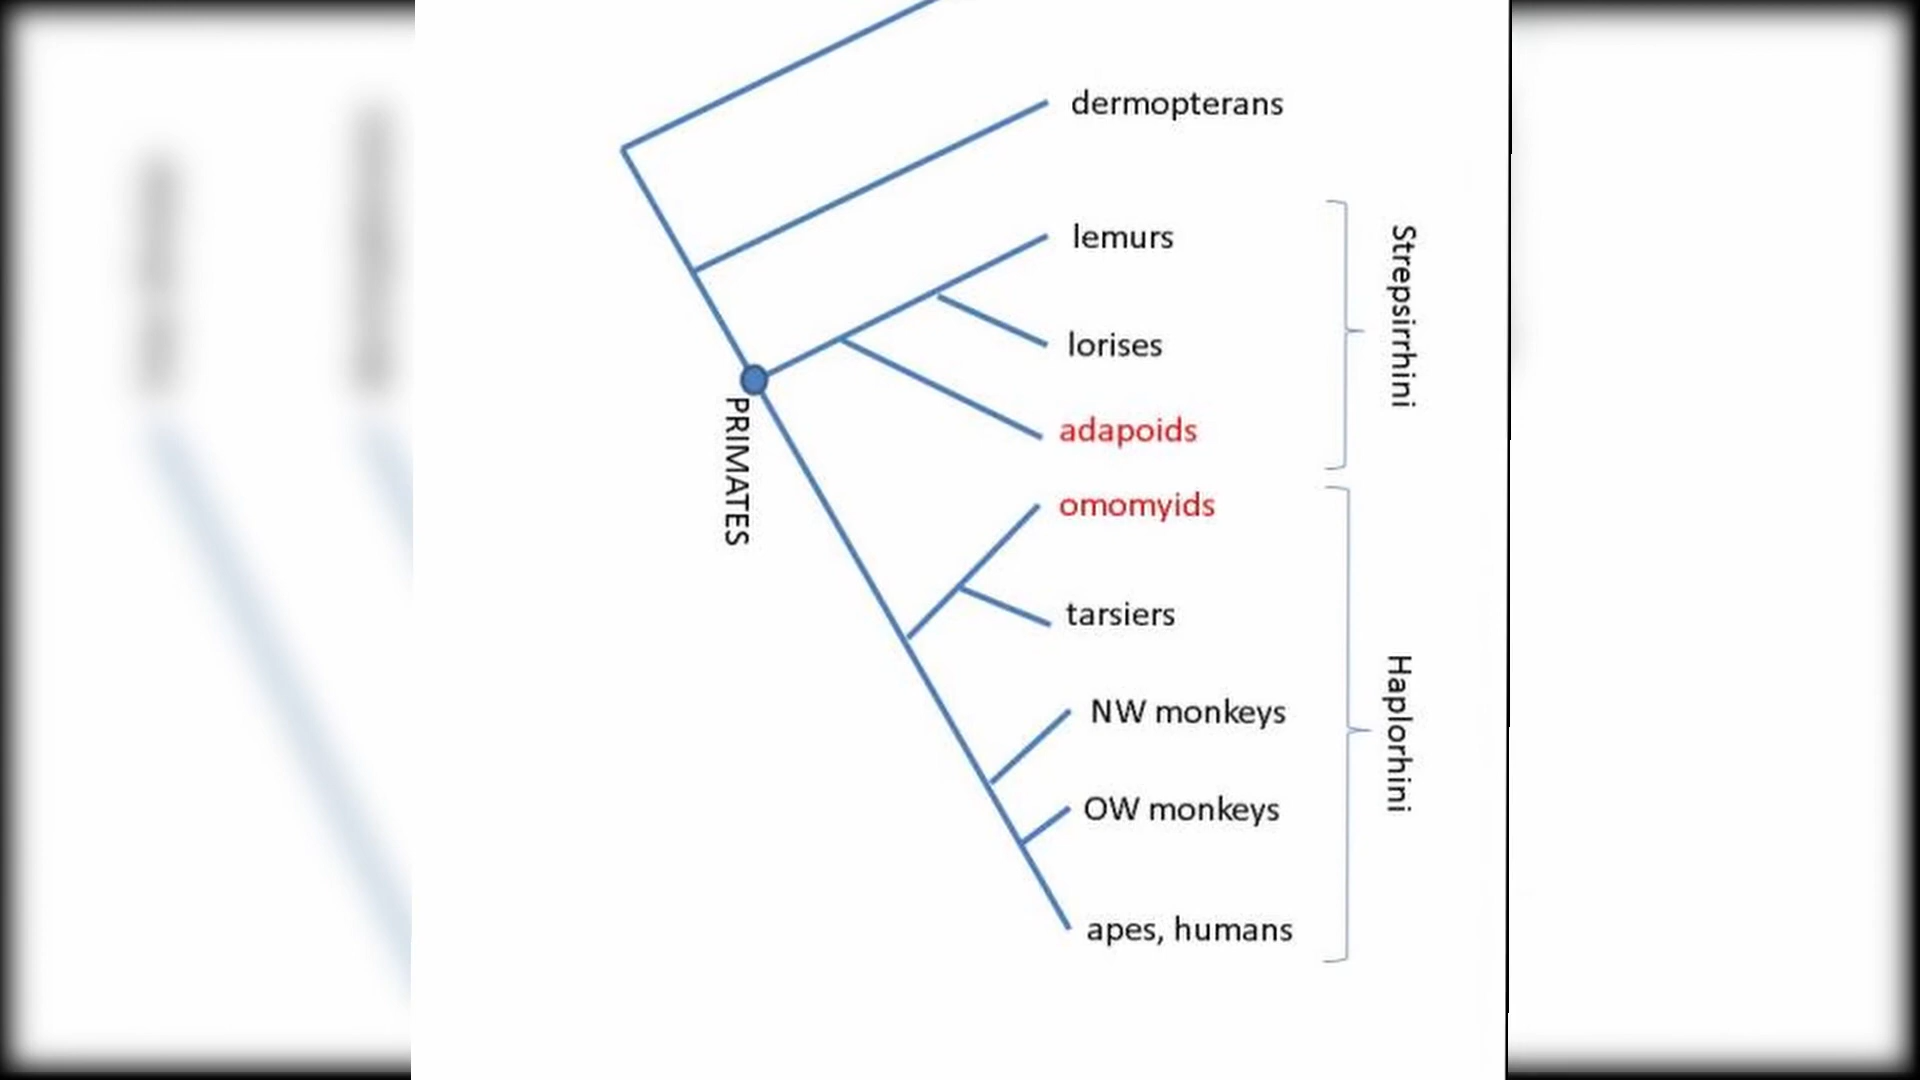 dermopterans
lemurs
Strepsirrhini
lorises
PRIMATES
adapoids
omomyids
tarsiers
Haplorhini
NW monkeys
OW monkeys
apes, humans